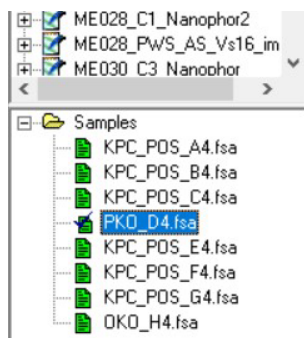 ME028_C1_Nanophor2
ME028_PWS_AS_Vs16_im
ME030_C3_Nanophor
Samples
KPC_POS_A4.fsa
KPC_POS_B4.fsa
KPC_POS_C4.fsa
PKO_D4.fsa
KPC_POS_E4.fsa
KPC_POS_F4.fsa
KPC_POS_G4.fsa
OKO_H4.fsa